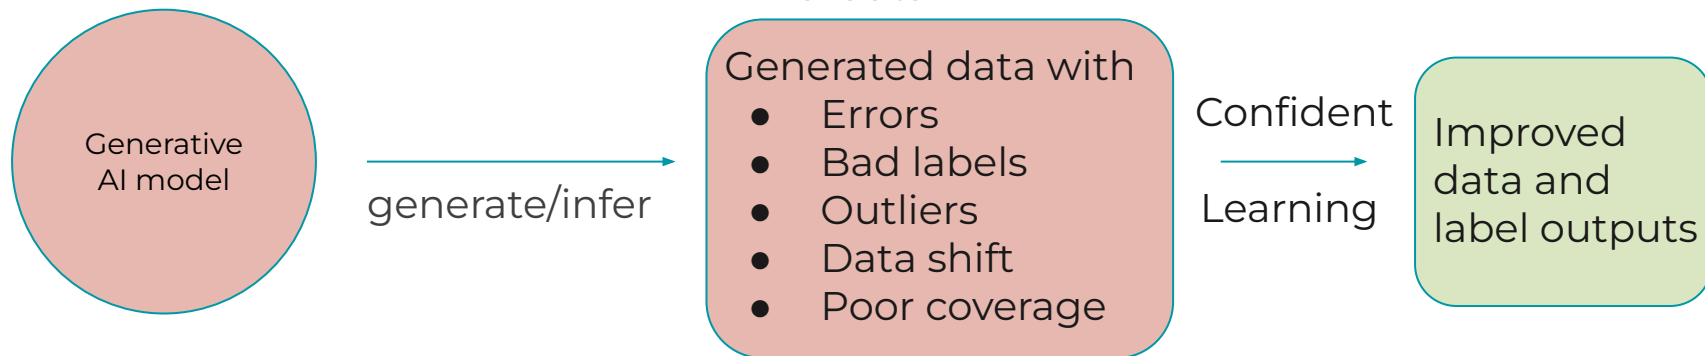 Generative
AI model
generate/infer
Generated data with
● Errors
● Bad labels
● Outliers
● Data shift
● Poor coverage
Confident
Learning
Improved
data and
label outputs